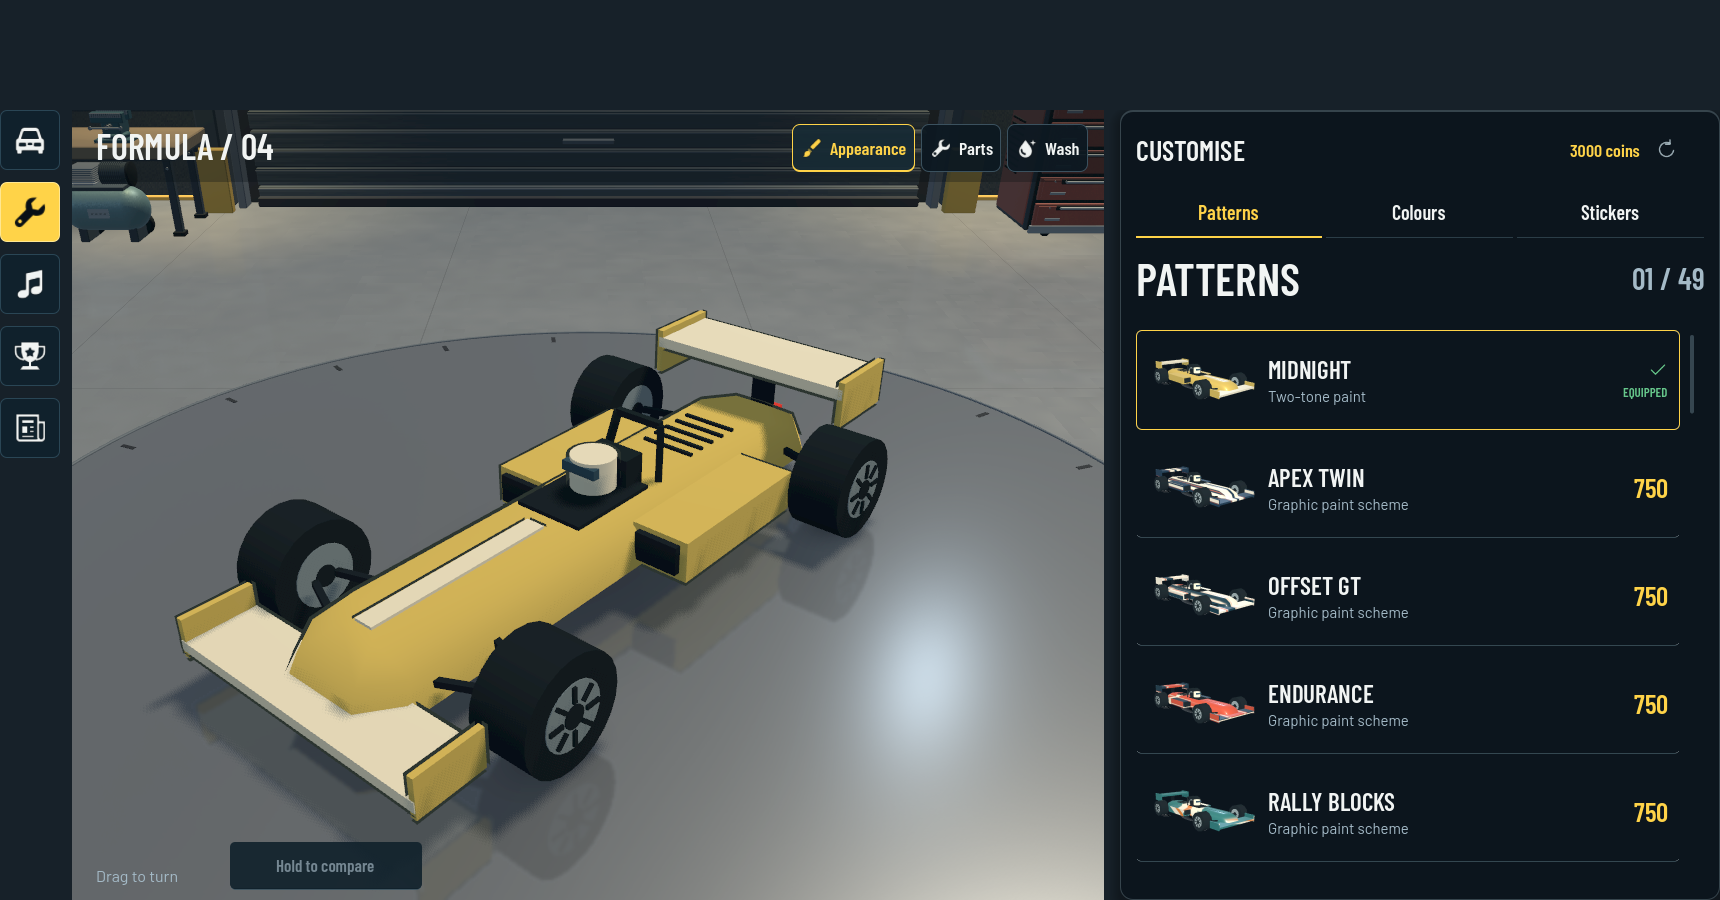 FORMULA / 04
Appearance
Parts
Wash
Drag to turn
Hold to compare
CUSTOMISE
3000 coins
Patterns
Colours
Stickers
PATTERNS
01 / 49
MIDNIGHT
Two-tone paint
EQUIPPED
APEX TWIN
Graphic paint scheme
750
OFFSET GT
Graphic paint scheme
750
ENDURANCE
Graphic paint scheme
750
RALLY BLOCKS
Graphic paint scheme
750